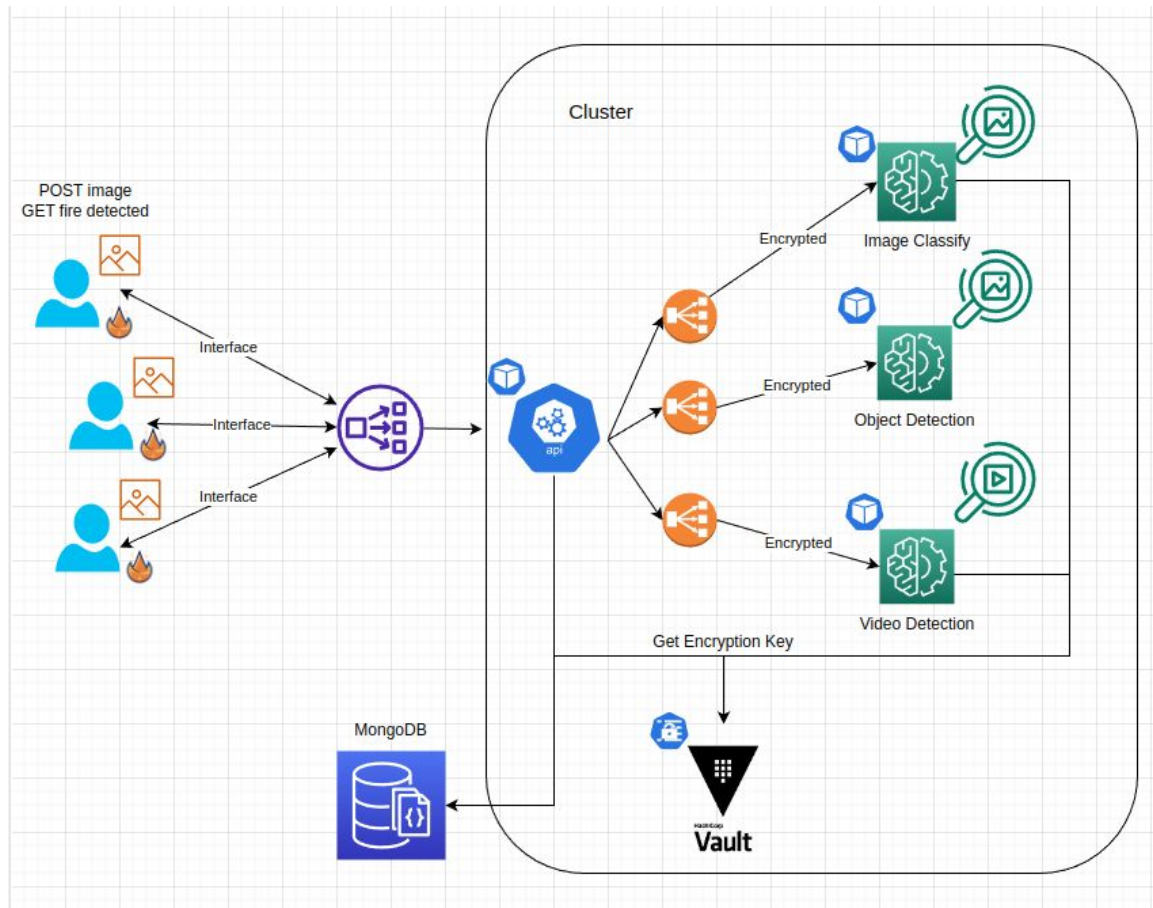 Cluster
POST image
GET fire detected
Interface
Interface
Interface
api
Encrypted
Image Classify
Encrypted
Object Detection
Encrypted
Video Detection
Get Encryption Key
MongoDB
HashiCorp
Vault